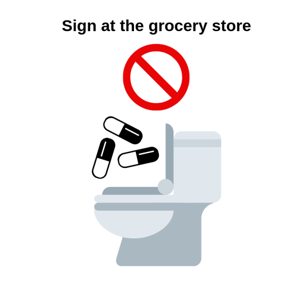 Sign at the grocery store